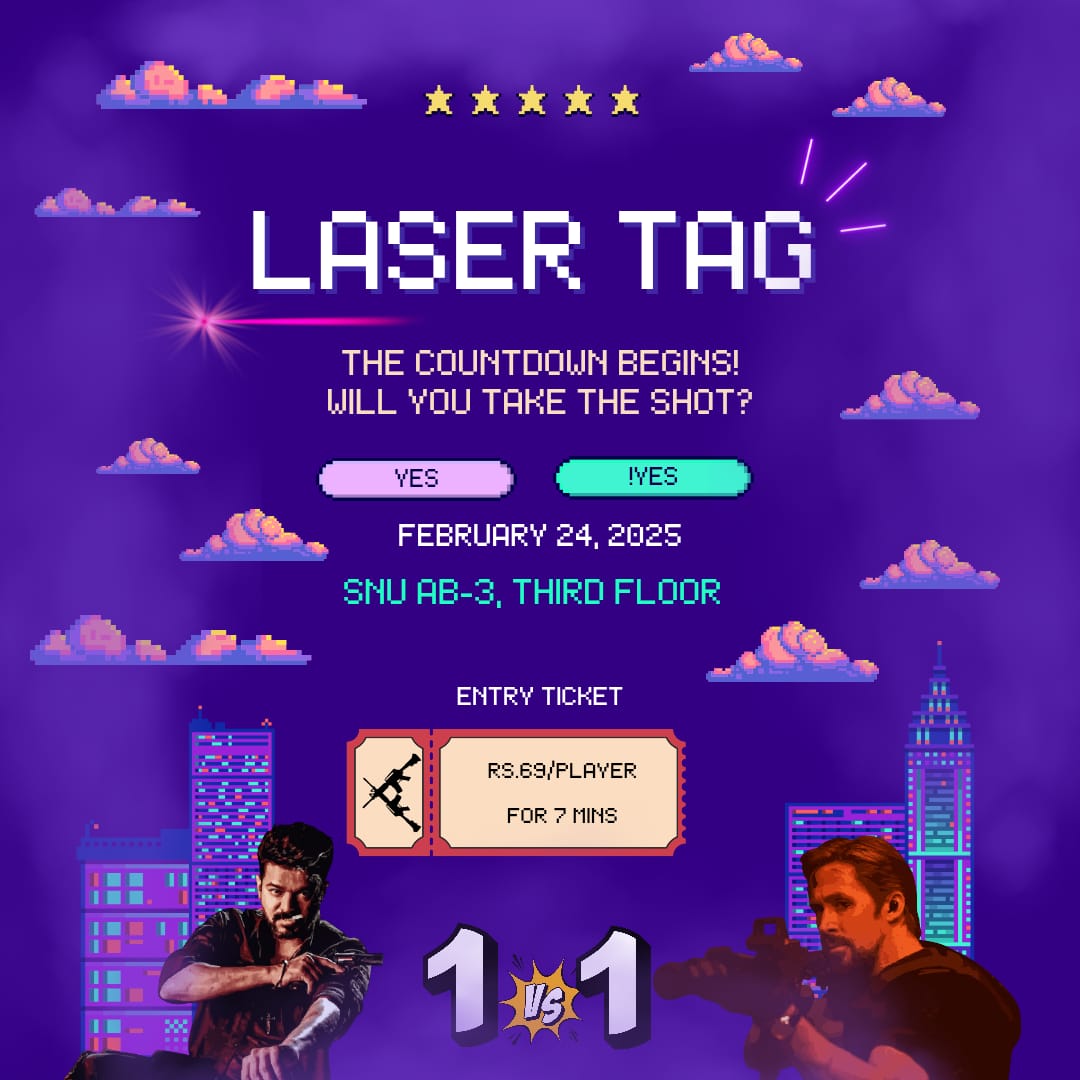 LASER TAG
THE COUNTDOWN BEGINS!
WILL YOU TAKE THE SHOT?
YES
!YES
FEBRUARY 24, 2025
SNU AB-3, THIRD FLOOR
ENTRY TICKET
RS.69/PLAYER
FOR 7 MINS
1 VS 1